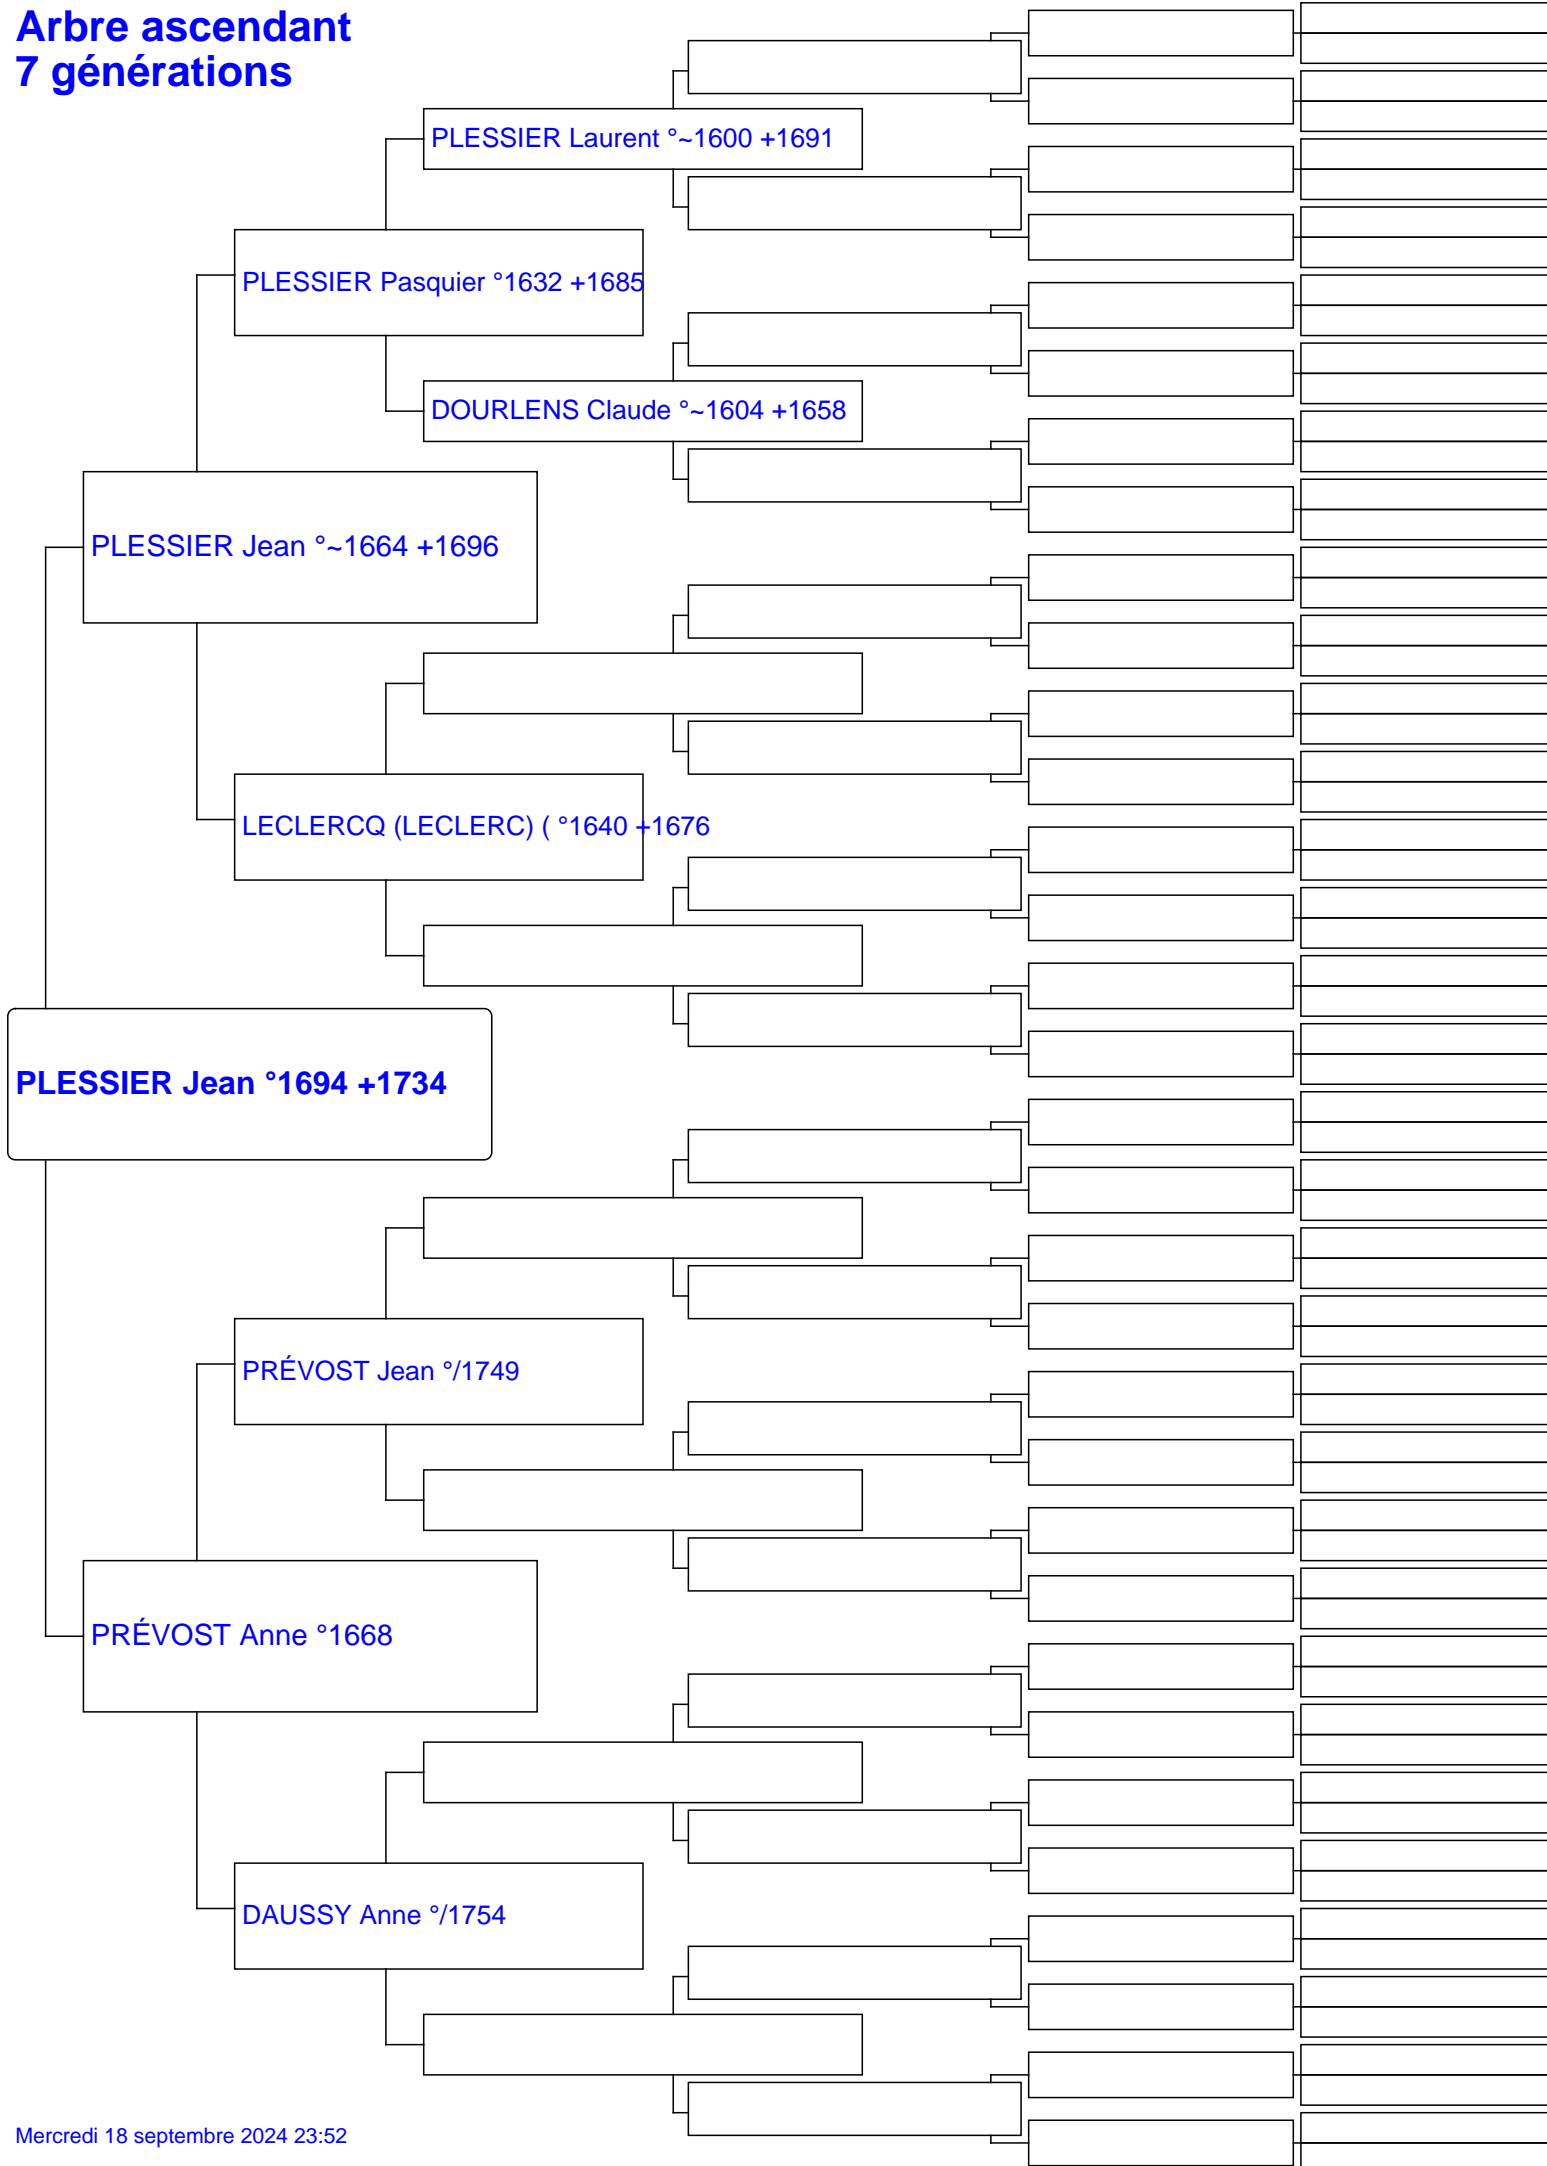 Arbre ascendant
7 générations
PLESSIER Laurent °~1600 +1691
PLESSIER Pasquier °1632 +1685
DOURLENS Claude °~1604 +1658
PLESSIER Jean °~1664 +1696
LECLERCQ (LECLERC) ( °1640 +1676
PLESSIER Jean °1694 +1734
PRÉVOST Jean °/1749
PRÉVOST Anne °1668
DAUSSY Anne °/1754
Mercredi 18 septembre 2024 23:52